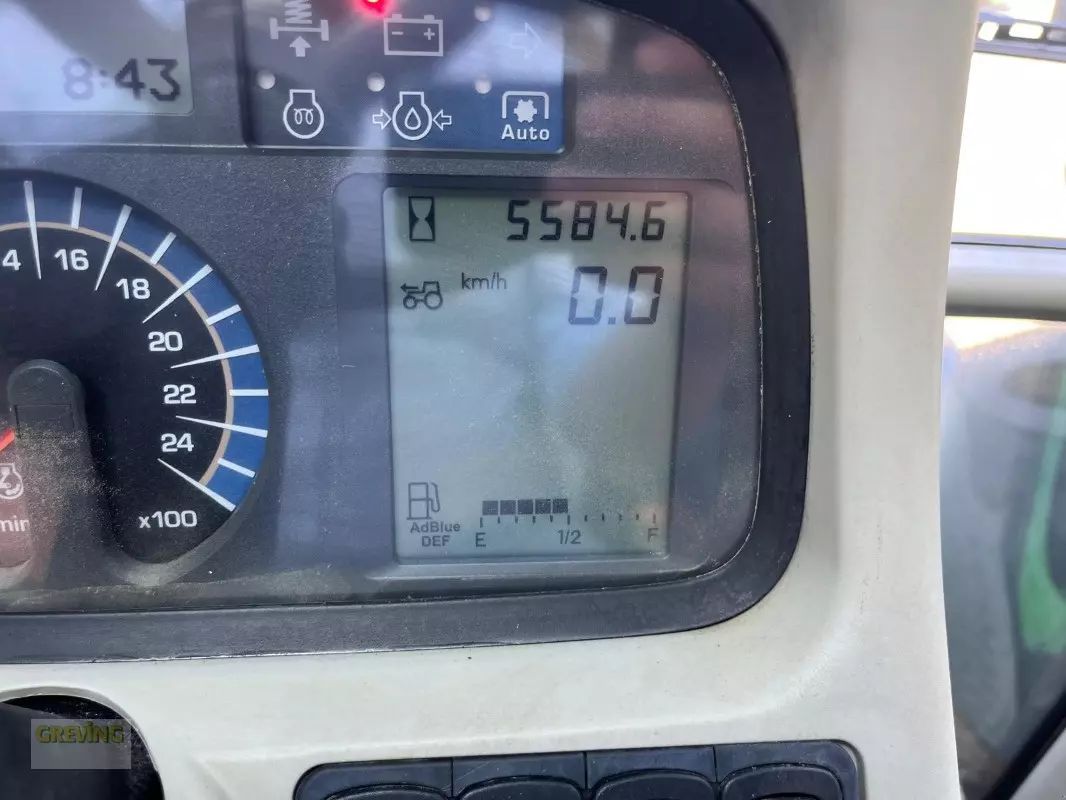 8:43
- +
Auto
5584.6
km/h
0.0
4
16
18
20
22
24
x100
min
AdBlue
DEF
E
1/2
F
GREVING